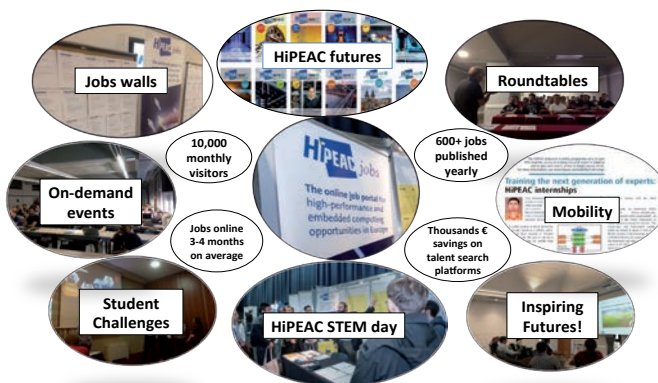 HiPEAC futures
Jobs walls
Roundtables
10,000
monthly
visitors
600+ jobs
published
yearly
HiPEAC jobs
The online job portal for
high-performance and
embedded computing
opportunities in Europe
On-demand
events
Training the next generation of experts:
HiPEAC internships
Mobility
Jobs online
3-4 months
on average
Thousands €
savings on
talent search
platforms
Student
Challenges
HiPEAC STEM day
Inspiring
Futures!